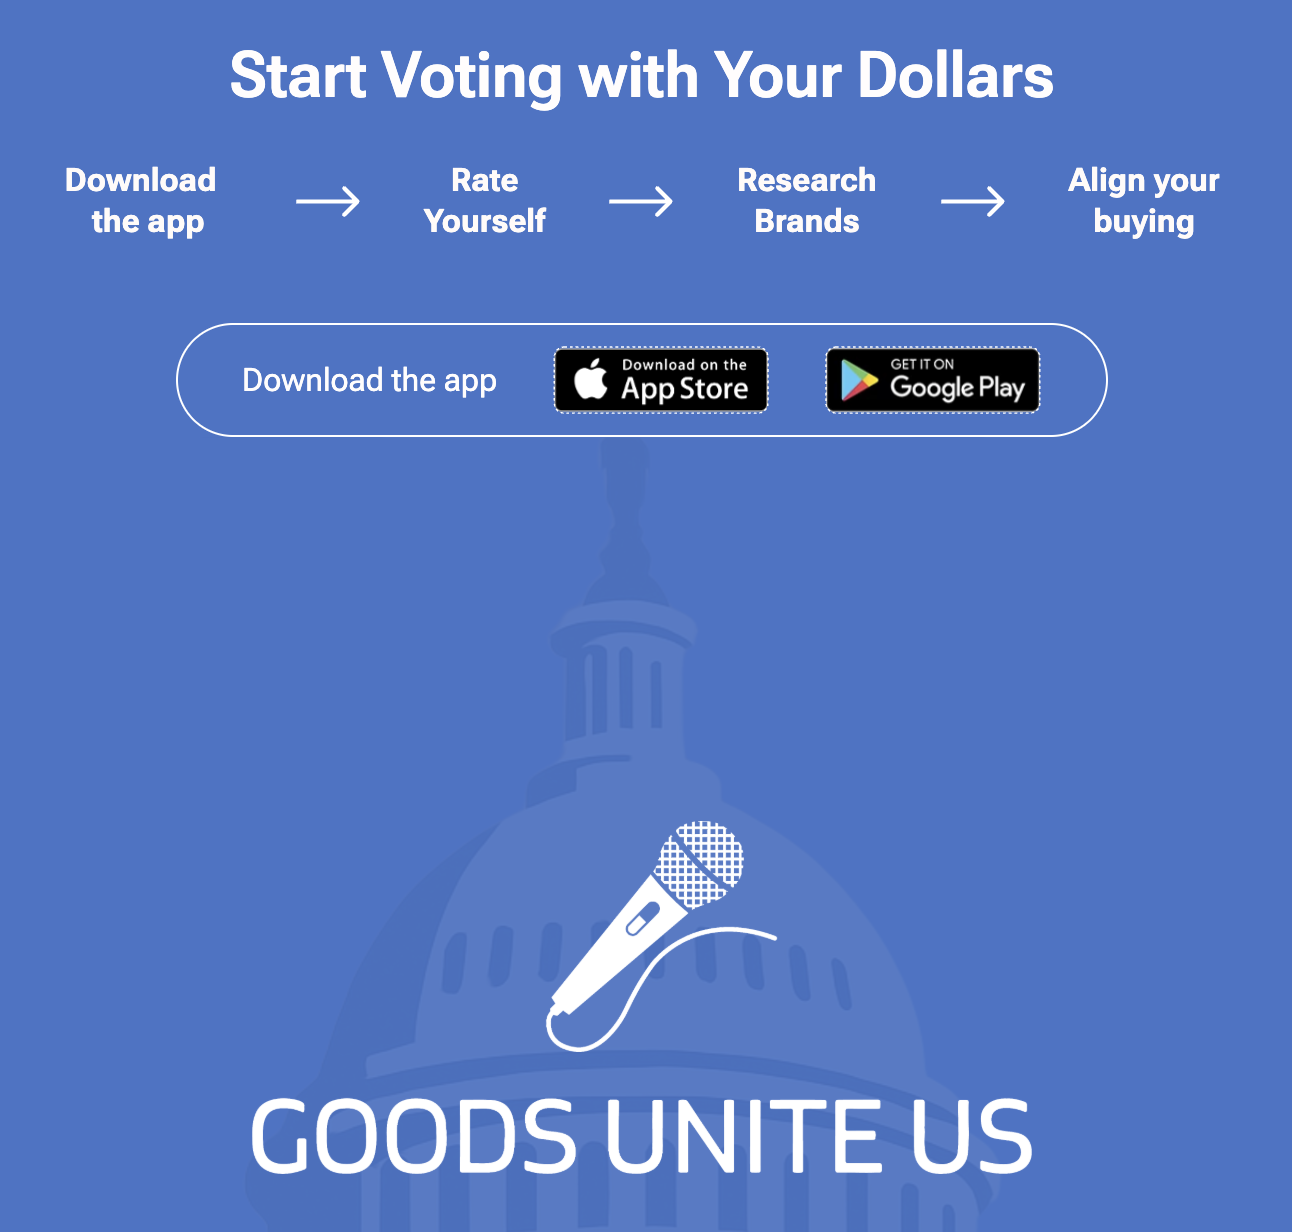 Start Voting with Your Dollars
Download
the app
Rate
Yourself
Research
Brands
Align your
buying
Download the app
Download on the
App Store
GET IT ON
Google Play
GOODS UNITE US